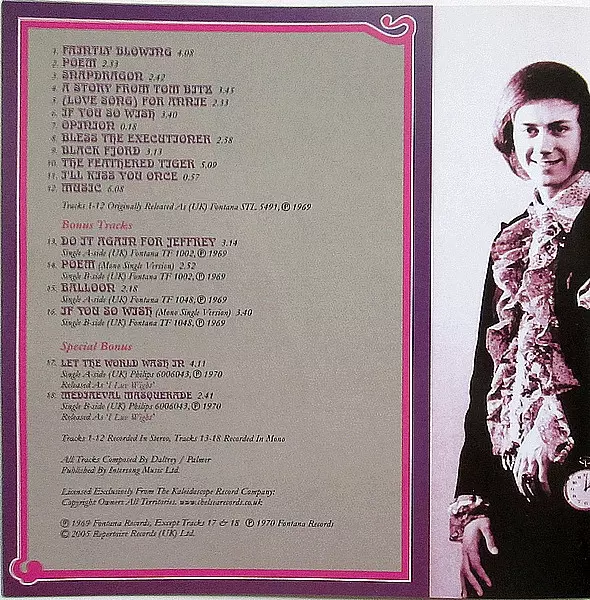 1. FAINTLY BLOWING 4.08
2. POEM 2.33
3. SNAPDRAGON 2.42
4. A STORY FROM TOM BITZ 3.45
5. (LOVE SONG) FOR ANNIE 2.33
6. IF YOU SO WISH 3.40
7. OPINION 0.18
8. BLESS THE EXECUTIONER 2.58
9. BLACK FJORD 3.13
10. THE FEATHERED TIGER 5.09
11. I'LL KISS YOU ONCE 0.57
12. MUSIC 6.08
Tracks 1-12 Originally Released As (UK) Fontana STL 5491, ℗ 1969
Bonus Tracks
13. DO IT AGAIN FOR JEFFREY 3.14
Single A-side (UK) Fontana TF 1002, ℗ 1969
14. POEM (Mono Single Version) 2.52
Single B-side (UK) Fontana TF 1002, ℗ 1969
15. BALLOON 2.18
Single A-side (UK) Fontana TF 1048, ℗ 1969
16. IF YOU SO WISH (Mono Single Version) 3.40
Single B-side (UK) Fontana TF 1048, ℗ 1969
Special Bonus
17. LET THE WORLD WASH IN 4.11
Single A-side (UK) Philips 6006043, ℗ 1970
Released As 'I Luv Wight'
18. MEDIAEVAL MASQUERADE 2.41
Single B-side (UK) Philips 6006043, ℗ 1970
Released As 'I Luv Wight'
Tracks 1-12 Recorded In Stereo, Tracks 13-18 Recorded In Mono
All Tracks Composed By Daltrey / Palmer
Published By Intersong Music Ltd.
Licensed Exclusively From The Kaleidoscope Record Company:
Copyright Owners All Territories. www.chelsearecords.co.uk
℗ 1969 Fontana Records, Except Tracks 17 & 18 ℗ 1970 Fontana Records
© 2005 Repertoire Records (UK) Ltd.